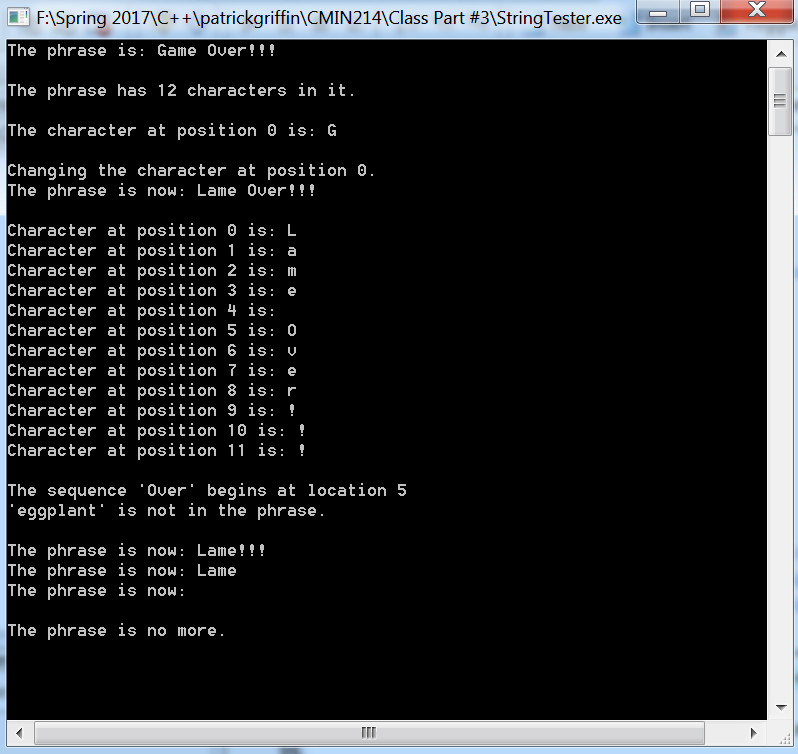 F:\Spring 2017\C++\patrickgriffin\CMIN214\Class Part #3\StringTester.exe
The phrase is: Game Over!!!
The phrase has 12 characters in it.
The character at position 0 is: G
Changing the character at position 0.
The phrase is now: Lame Over!!!
Character at position 0 is: L
Character at position 1 is: a
Character at position 2 is: m
Character at position 3 is: e
Character at position 4 is:
Character at position 5 is: O
Character at position 6 is: v
Character at position 7 is: e
Character at position 8 is: r
Character at position 9 is: !
Character at position 10 is: !
Character at position 11 is: !
The sequence 'Over' begins at location 5
'eggplant' is not in the phrase.
The phrase is now: Lame!!!
The phrase is now: Lame
The phrase is now:
The phrase is no more.